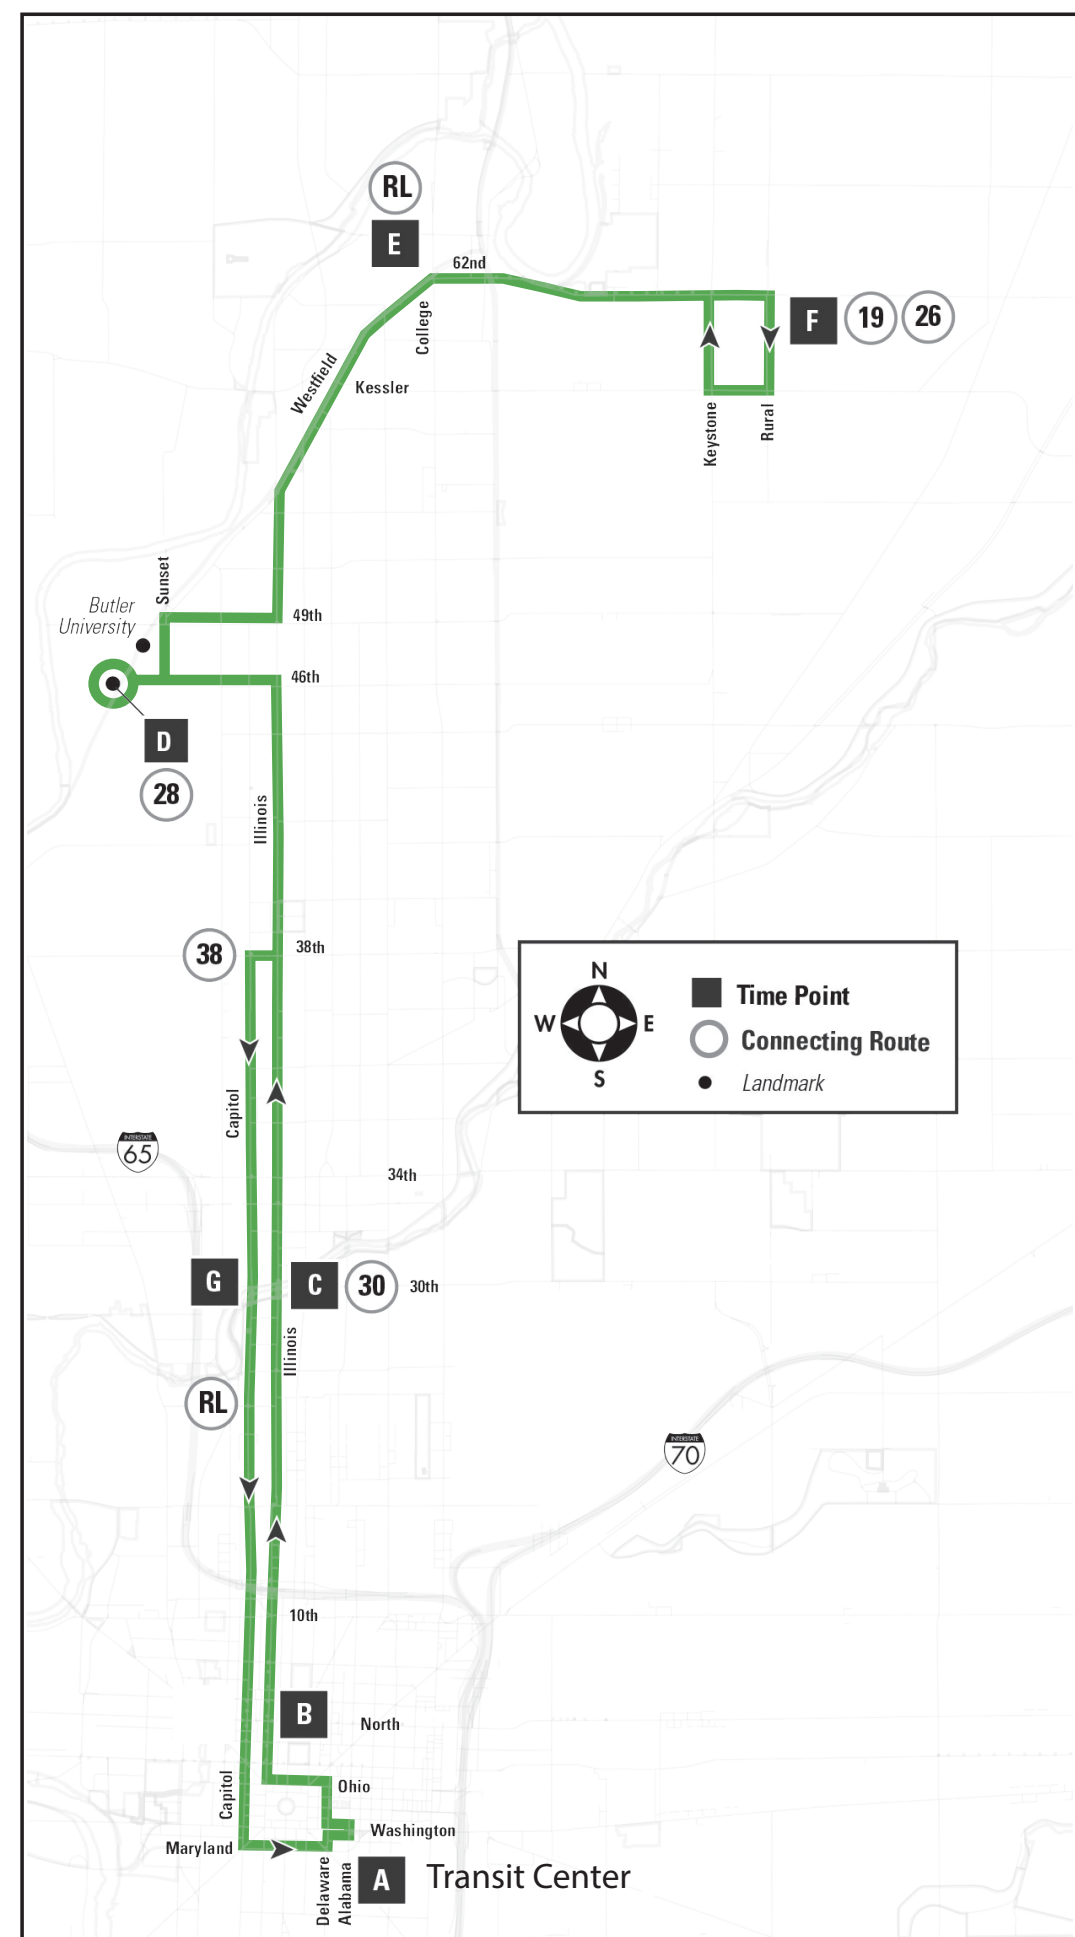 RL
E
62nd
College
Westfield
Kessler
F
19
26
Keystone
Rural
Sunset
Butler
University
49th
46th
D
28
Illinois
38
38th
N
W
E
S
Time Point
Connecting Route
Landmark
Capitol
INTERSTATE
65
34th
G
C
30
30th
Illinois
RL
INTERSTATE
70
10th
B
North
Capitol
Ohio
Washington
Maryland
Delaware
Alabama
A
Transit Center